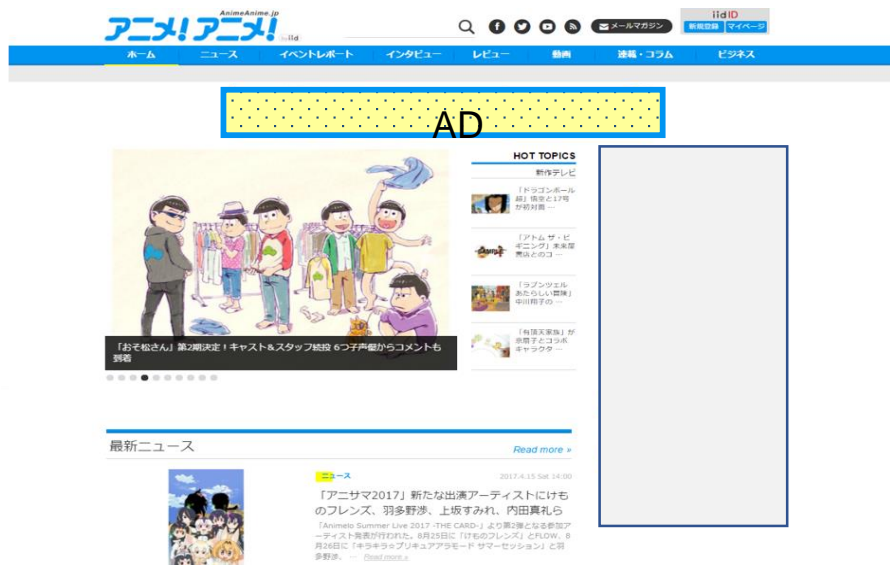 AnimeAnime.jp
アニメ!アニメ!
iid
メールマガジン
iid ID
新規登録 マイページ
ホーム ニュース イベントレポート インタビュー レビュー 動画 連載・コラム ビジネス
AD
HOT TOPICS
新作テレビ
「ドラゴンボール
超」悟空と17号
が初対面 …
「アトム ザ・ビ
ギニング」未来屋
書店とのコ …
「ラプンツェル
あたらしい冒険」
中川翔子の …
「有頂天家族」が
京扇子とコラボ
キャラクタ …
「おそ松さん」第2期決定!キャスト&スタッフ続投 6つ子声優からコメントも
到着
最新ニュース
Read more »
ニュース
2017.4.15 Sat 14:00
「アニサマ2017」新たな出演アーティストにけも
のフレンズ、羽多野渉、上坂すみれ、内田真礼ら
「Animelo Summer Live 2017 -THE CARD-」より第2弾となる参加ア
ーティスト発表が行われた。8月25日に「けものフレンズ」とFLOW、8
月26日に「キラキラ☆プリキュアアラモード サマーセッション」と羽
多野渉、 … Read more »